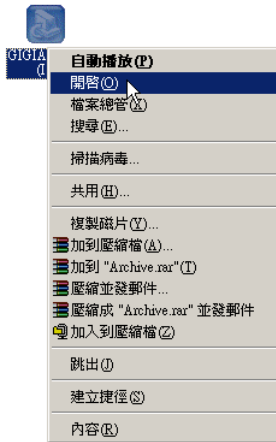 GIGIA
(I
自動播放(P)
開啓(O)
檔案總管(X)
搜尋(E)...
掃描病毒...
共用(H)...
複製磁片(Y)...
加到壓縮檔(A)...
加到 "Archive.rar"(T)
壓縮並發郵件...
壓縮成 "Archive.rar" 並發郵件
加入到壓縮檔(Z)
跳出(J)
建立捷徑(S)
內容(R)